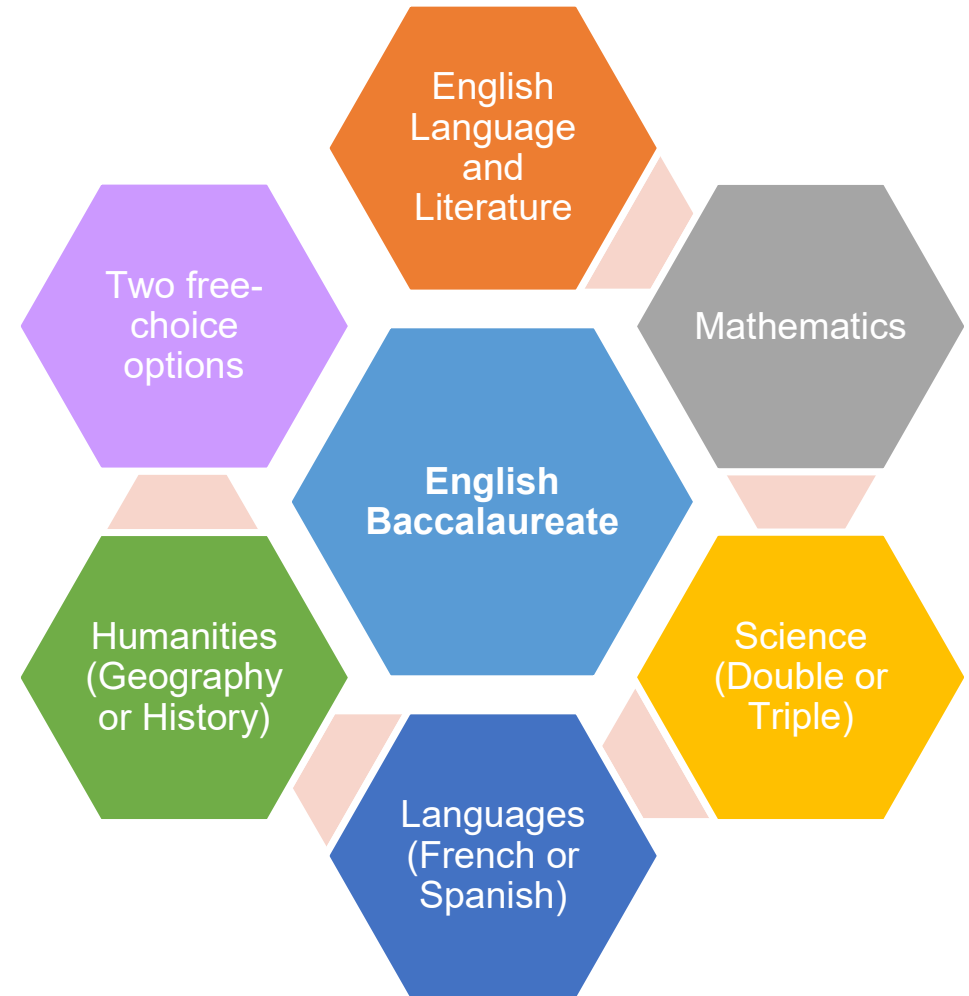 English
Language
and
Literature
Mathematics
Science
(Double or
Triple)
Languages
(French or
Spanish)
Humanities
(Geography
or History)
Two free-
choice
options
English
Baccalaureate